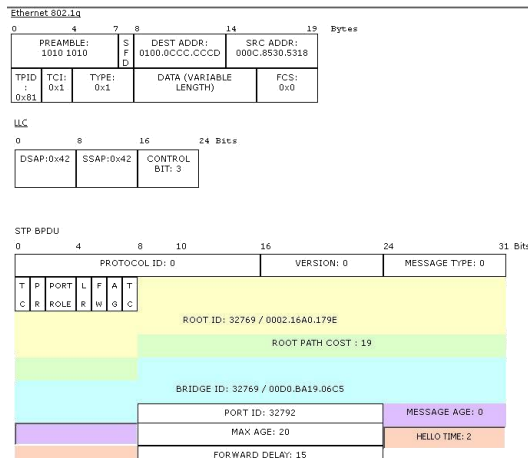 Ethernet 802.1q
0 4 7 8 14 19 Bytes
PREAMBLE: 1010 1010
S F D
DEST ADDR: 0100.0CCC.CCCD
SRC ADDR: 000C.8530.5318
TPID : 0x81
TCI: 0x1
TYPE: 0x1
DATA (VARIABLE LENGTH)
FCS: 0x0
LLC
0 8 16 24 Bits
DSAP:0x42 SSAP:0x42 CONTROL BIT: 3
STP BPDU
0 4 8 10 16 24 31 Bits
PROTOCOL ID: 0 VERSION: 0 MESSAGE TYPE: 0
T P PORT L F A T
C R ROLE R W G C
ROOT ID: 32769 / 0002.16A0.179E
ROOT PATH COST : 19
BRIDGE ID: 32769 / 00D0.BA19.06C5
PORT ID: 32792 MESSAGE AGE: 0
MAX AGE: 20 HELLO TIME: 2
FORWARD DELAY: 15